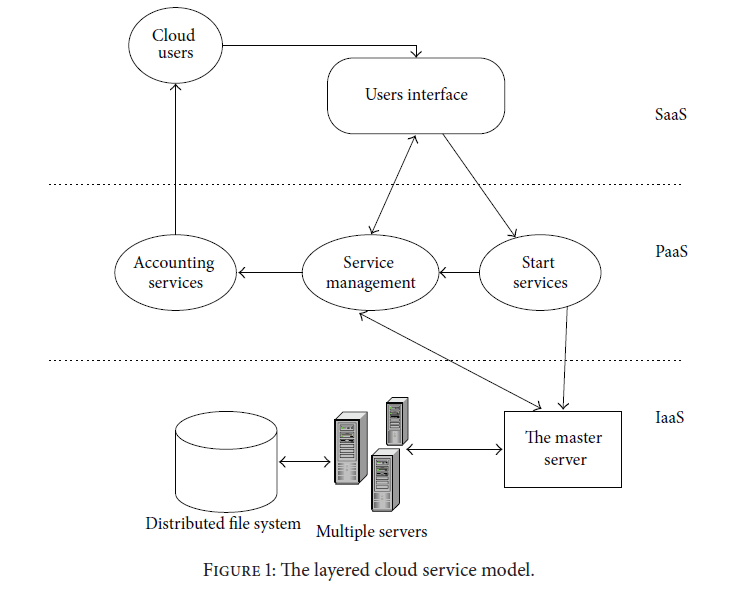 Cloud
users
Users interface
SaaS
Accounting
services
Service
management
Start
services
PaaS
The master
server
IaaS
Distributed file system
Multiple servers
FIGURE 1: The layered cloud service model.